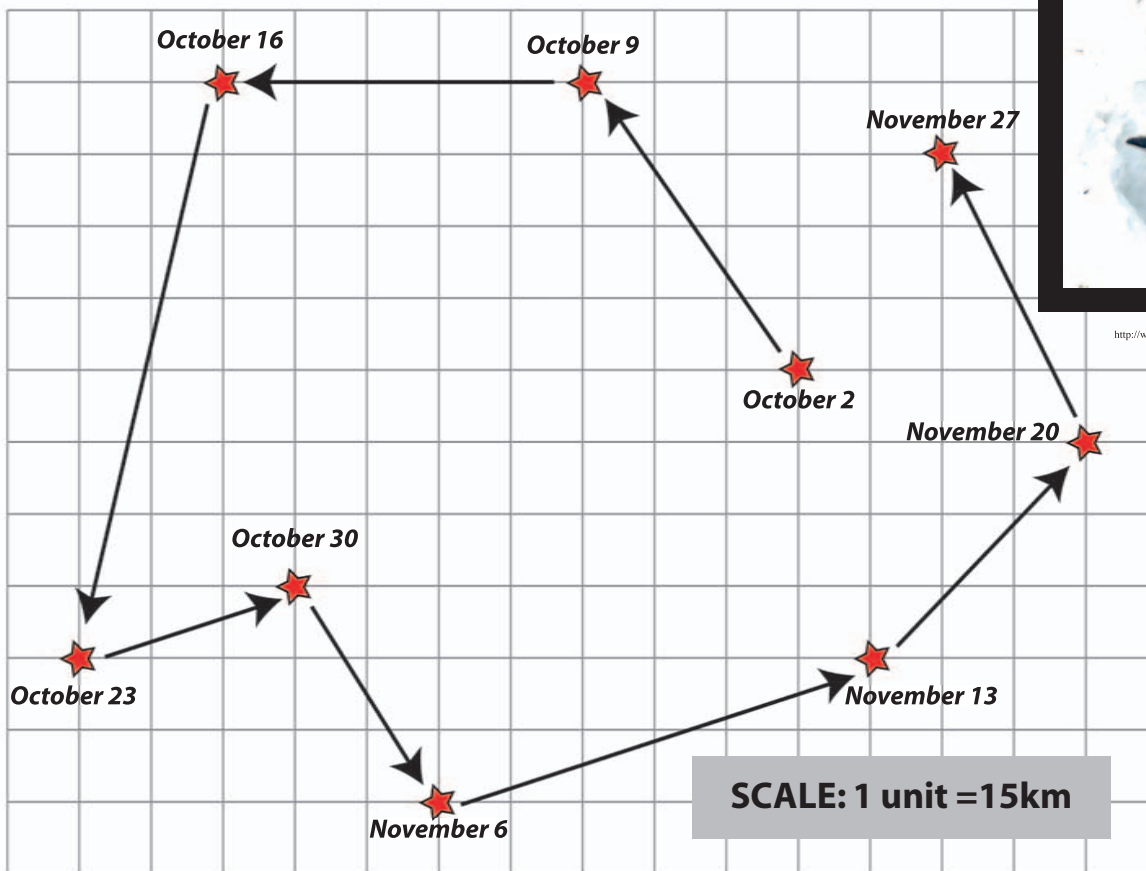 October 16
October 9
November 27
http://w
October 2
November 20
October 30
October 23
November 13
SCALE: 1 unit =15km
November 6